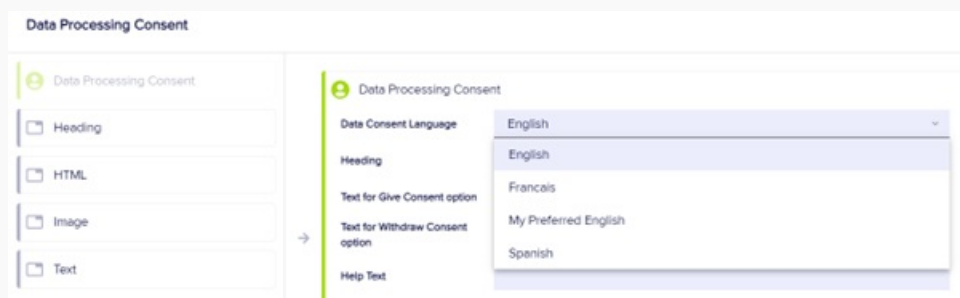 Data Processing Consent
Data Processing Consent
Heading
HTML
Image
Text
Data Processing Consent
Data Consent Language
English
Heading
Text for Give Consent option
Text for Withdraw Consent
option
Help Text
English
Francais
My Preferred English
Spanish